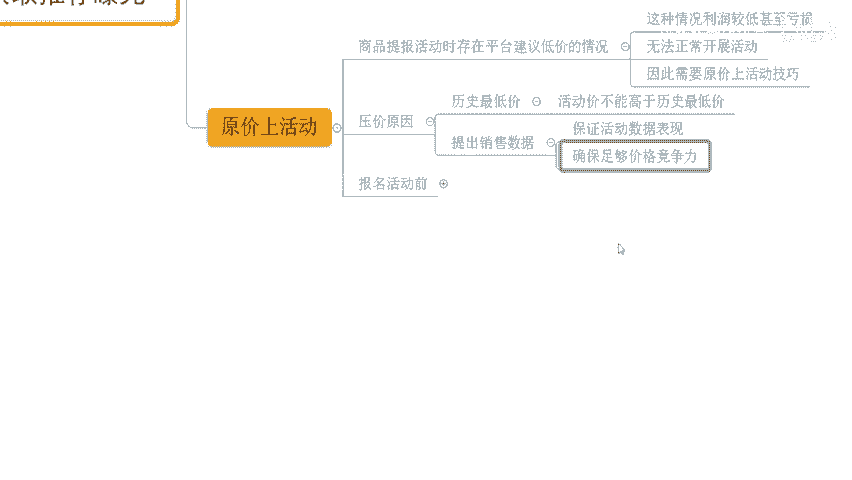 这种情况利润较低甚至亏损
商品提报活动时存在平台建议低价的情况
无法正常开展活动
因此需要原价上活动技巧
历史最低价
活动价不能高于历史最低价
原价上活动
压价原因
保证活动数据表现
提出销售数据
确保足够价格竞争力
报名活动前